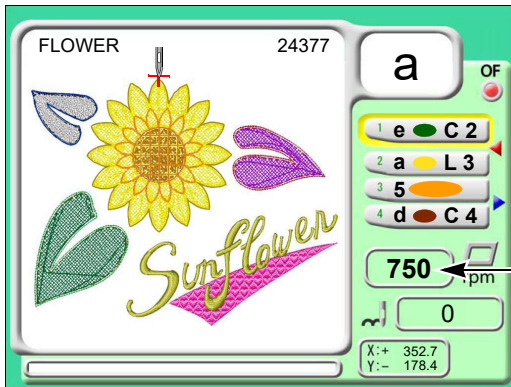 FLOWER 24377
a
OF
1 e C 2
2 a L 3
3 5
4 d C 4
750
pm
0
X:+ 352.7
Y:- 178.4
Sunflower